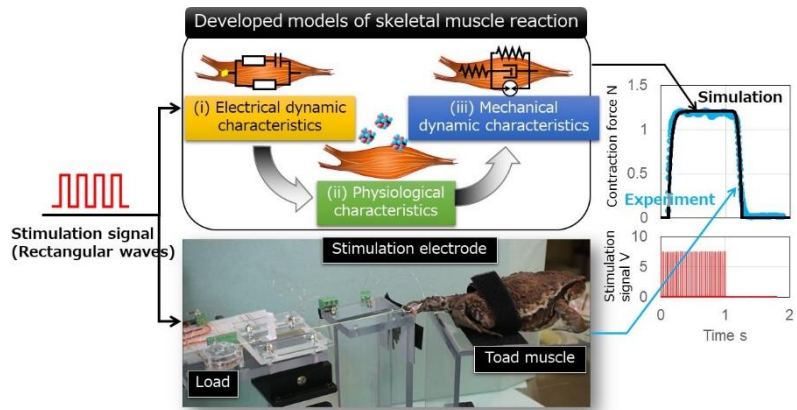 Developed models of skeletal muscle reaction
(i) Electrical dynamic
characteristics
(iii) Mechanical
dynamic characteristics
(ii) Physiological
characteristics
Stimulation signal
(Rectangular waves)
Stimulation electrode
Load
Toad muscle
Contraction force N
1.5
1
0.5
0
Simulation
Experiment
Stimulation
signal V
10
5
0
0
1
2
Time s